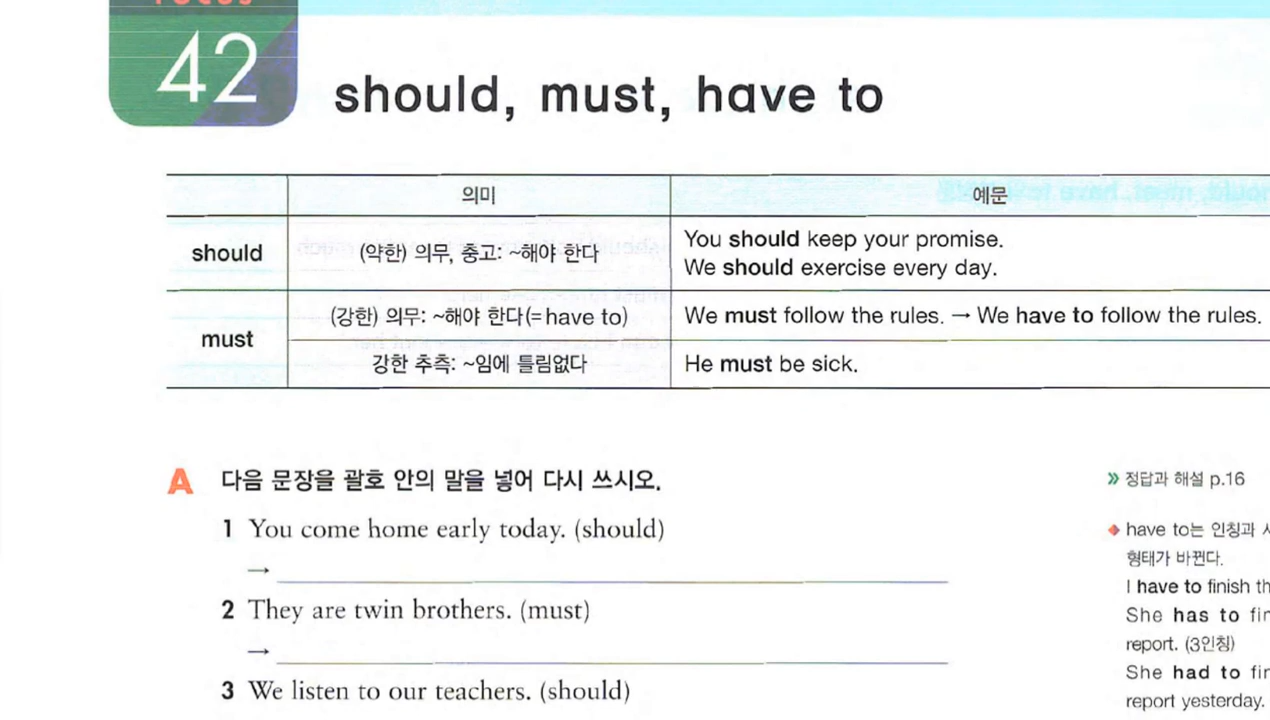 42
should, must, have to
의미
예문
should
(약한) 의무, 충고: ~해야 한다
You should keep your promise.
We should exercise every day.
must
(강한) 의무: ~해야 한다(=have to)
We must follow the rules. → We have to follow the rules.
강한 추측: ~임에 틀림없다
He must be sick.
A 다음 문장을 괄호 안의 말을 넣어 다시 쓰시오.
1 You come home early today. (should)
→
2 They are twin brothers. (must)
→
3 We listen to our teachers. (should)
» 정답과 해설 p.16
◆ have to는 인칭과
형태가 바뀐다.
I have to finish
She has to
report. (3인칭)
She had to
report yesterday.